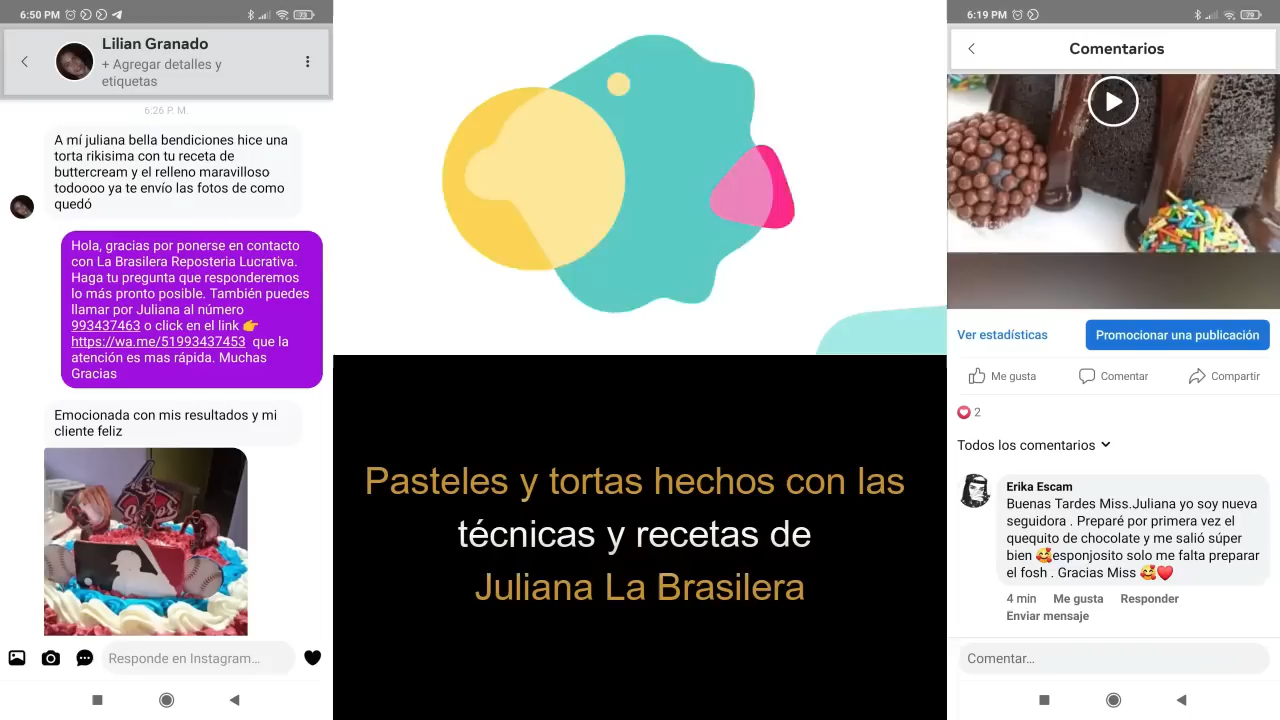 6:50 PM
73
Lilian Granado
+ Agregar detalles y
etiquetas
6:26 P. M.
A mí juliana bella bendiciones hice una
torta rikisima con tu receta de
buttercream y el relleno maravilloso
todoooo ya te envío las fotos de como
quedó
Hola, gracias por ponerse en contacto
con La Brasilera Reposteria Lucrativa.
Haga tu pregunta que responderemos
lo más pronto posible. También puedes
llamar por Juliana al número
993437463 o click en el link 👉
https://wa.me/51993437453 que la
atención es mas rápida. Muchas
Gracias
Emocionada con mis resultados y mi
cliente feliz
Responde en Instagram...
Pasteles y tortas hechos con las
técnicas y recetas de
Juliana La Brasilera
6:19 PM
79
Comentarios
Ver estadísticas
Promocionar una publicación
Me gusta
Comentar
Compartir
2
Todos los comentarios
Erika Escam
Buenas Tardes Miss.Juliana yo soy nueva
seguidora . Preparé por primera vez el
quequito de chocolate y me salió súper
bien 🥰esponjosito solo me falta preparar
el fosh . Gracias Miss 🥰♥️
4 min Me gusta Responder
Enviar mensaje
Comentar...